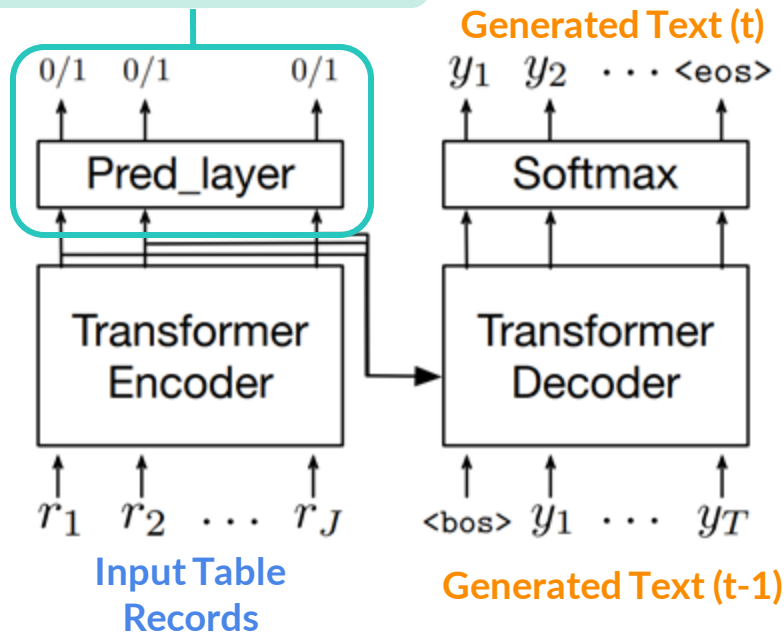 Generated Text (t)
0/1 0/1 0/1
y1 y2 ··· <eos>
Pred_layer
Softmax
Transformer
Encoder
Transformer
Decoder
r1 r2 ... rJ
<bos> y1 ··· yT
Input Table
Records
Generated Text (t-1)